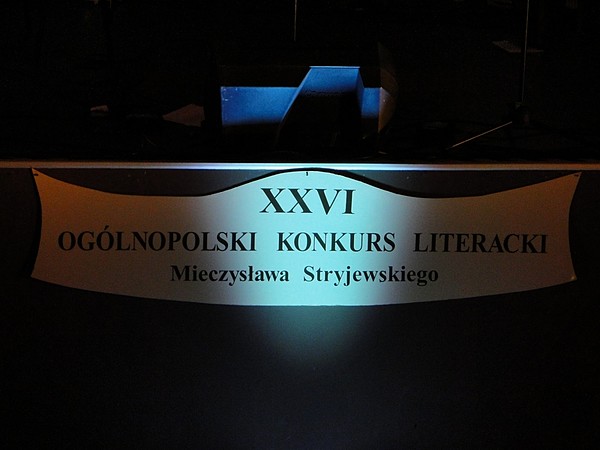 XXVI
OGÓLNOPOLSKI KONKURS LITERACKI
Mieczysława Stryjewskiego